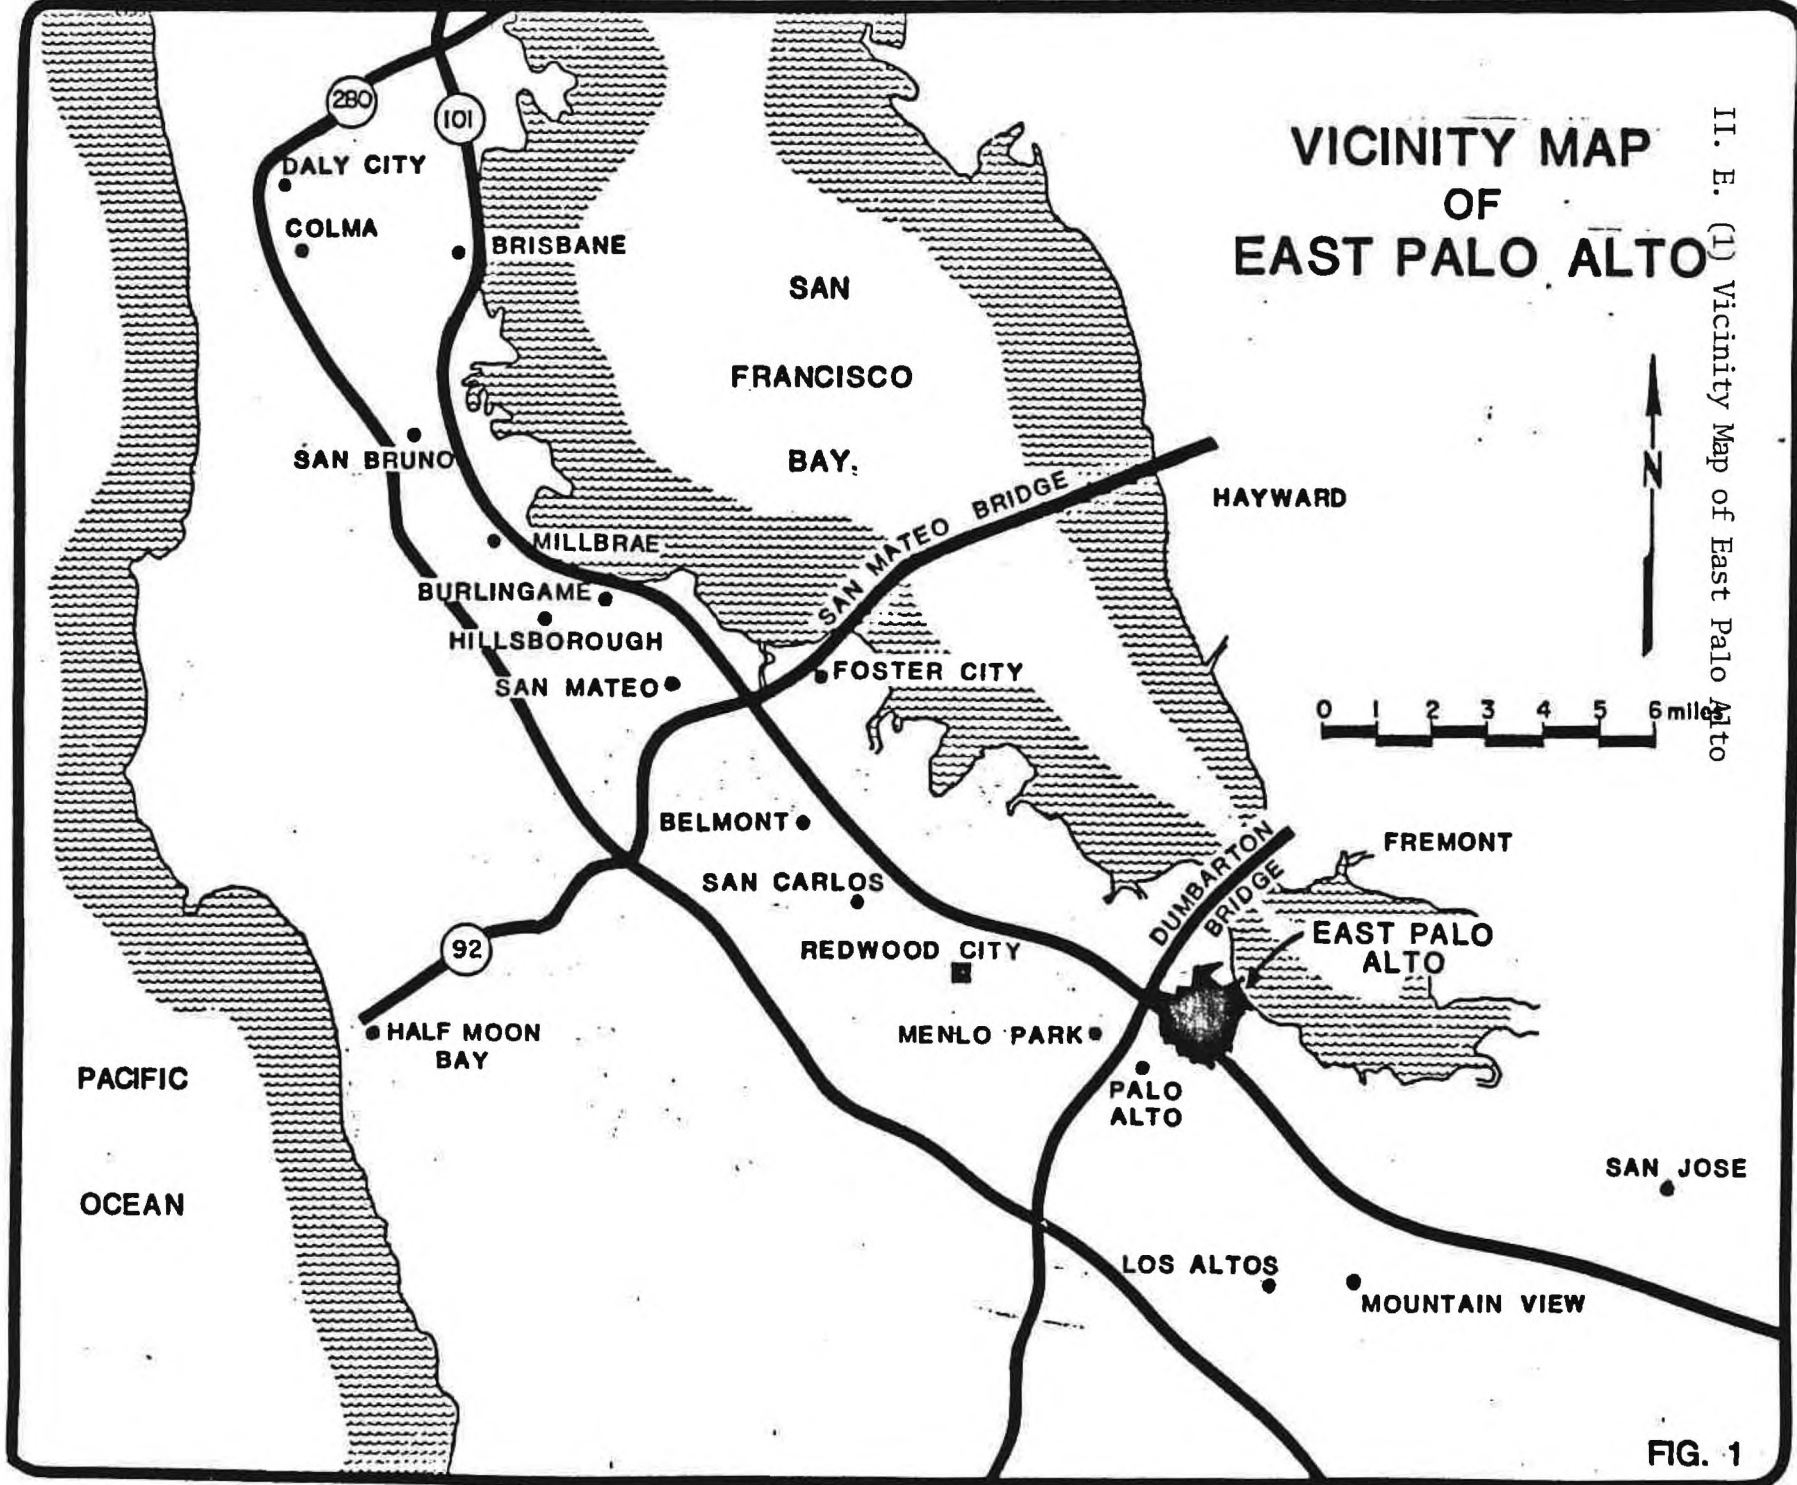 VICINITY MAP
OF
EAST PALO ALTO
II. E. (1) Vicinity Map of East Palo Alto
280
101
DALY CITY
COLMA
BRISBANE
SAN
FRANCISCO
BAY
SAN BRUNO
SAN MATEO BRIDGE
HAYWARD
N
MILLBRAE
BURLINGAME
HILLSBOROUGH
SAN MATEO
FOSTER CITY
0 1 2 3 4 5 6 miles
BELMONT
DUMBARTON
BRIDGE
FREMONT
SAN CARLOS
EAST PALO
ALTO
REDWOOD CITY
92
HALF MOON
BAY
MENLO PARK
PACIFIC
OCEAN
PALO
ALTO
SAN JOSE
LOS ALTOS
MOUNTAIN VIEW
FIG. 1